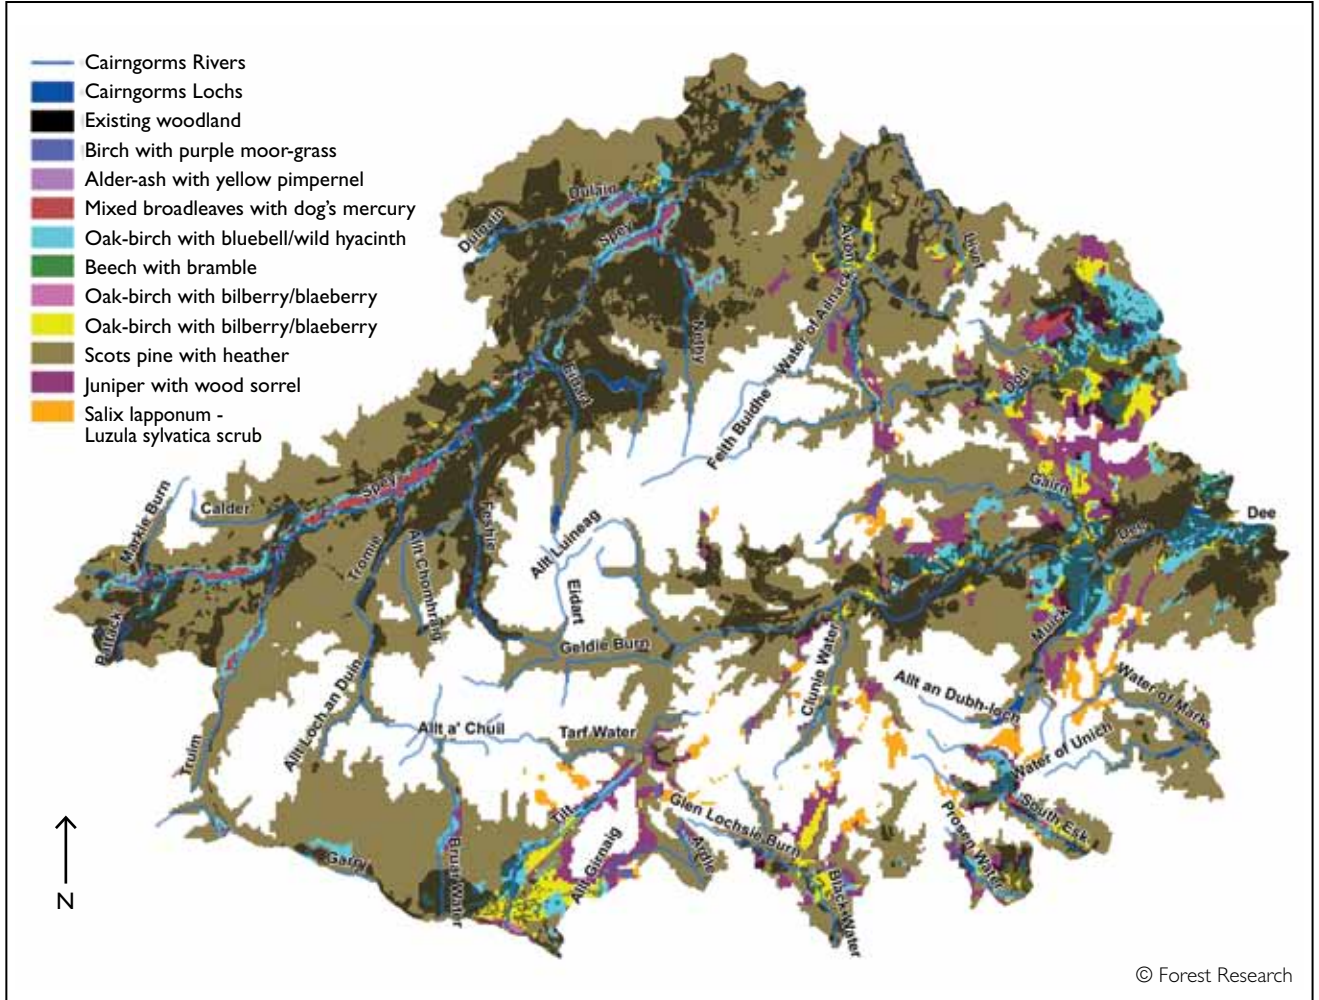 Cairngorms Rivers
Cairngorms Lochs
Existing woodland
Birch with purple moor-grass
Alder-ash with yellow pimpernel
Mixed broadleaves with dog's mercury
Oak-birch with bluebell/wild hyacinth
Beech with bramble
Oak-birch with bilberry/blaeberry
Oak-birch with bilberry/blaeberry
Scots pine with heather
Juniper with wood sorrel
Salix lapponum -
Luzula sylvatica scrub
Dulain
Dulnain
Spey
Avon
Livet
Nethy
Water of Ailnack
Eidart
Don
Feith Buidhe
Markie Burn
Calder
Spey
Feshie
Gairn
Dee
Dee
Allt Luineag
Tromie
Allt Chomhraig
Eidart
Pattack
Geldie Burn
Muick
Clunie Water
Allt an Dubh-loch
Water of Mark
Allt Loch an Duin
Truim
Allt a' Chuil
Tarf Water
Water of Unich
Tilt
Glen Lochsie Burn
South Esk
Prosen Water
Garry
Bruar Water
Allt Girnaig
Ardle
Black Water
N
© Forest Research